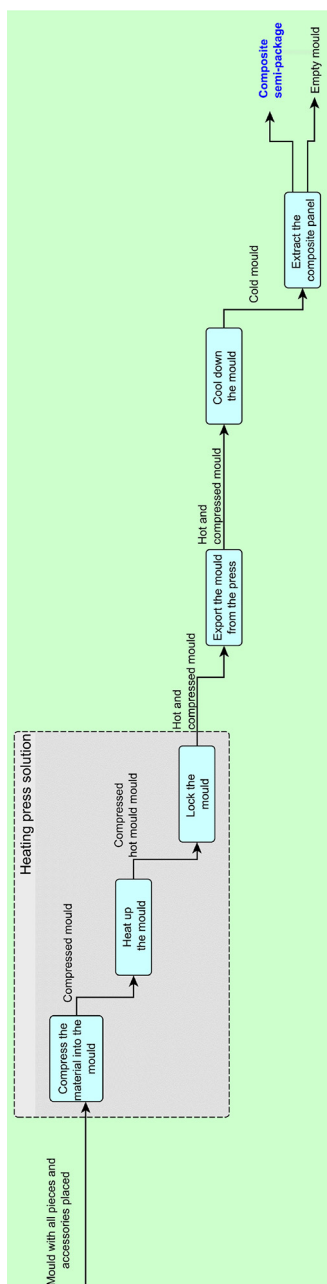 Mould with all pieces and
accessories placed
Heating press solution
Compress the
material into the
mould
Compressed mould
Heat up
the mould
Compressed
hot mould mould
Lock the
mould
Hot and
compressed mould
Export the mould
from the press
Hot and
compressed mould
Cool down
the mould
Cold mould
Extract the
composite panel
Composite
semi-package
Empty mould